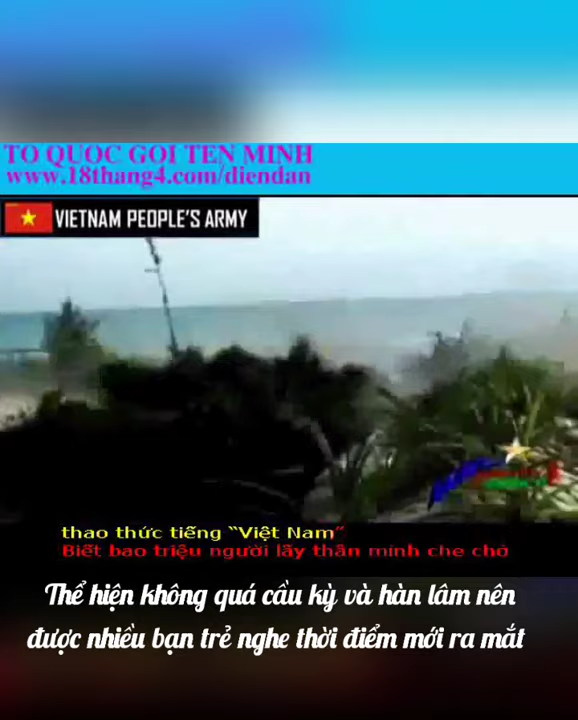 TO QUOC GOI TEN MINH
www.18thang4.com/diendan
VIETNAM PEOPLE'S ARMY
thao thức tiếng “Việt Nam”
Biết bao triệu người lấy thân mình che chở
Thể hiện không quá cầu kỳ và hàn lâm nên
được nhiều bạn trẻ nghe thời điểm mới ra mắt